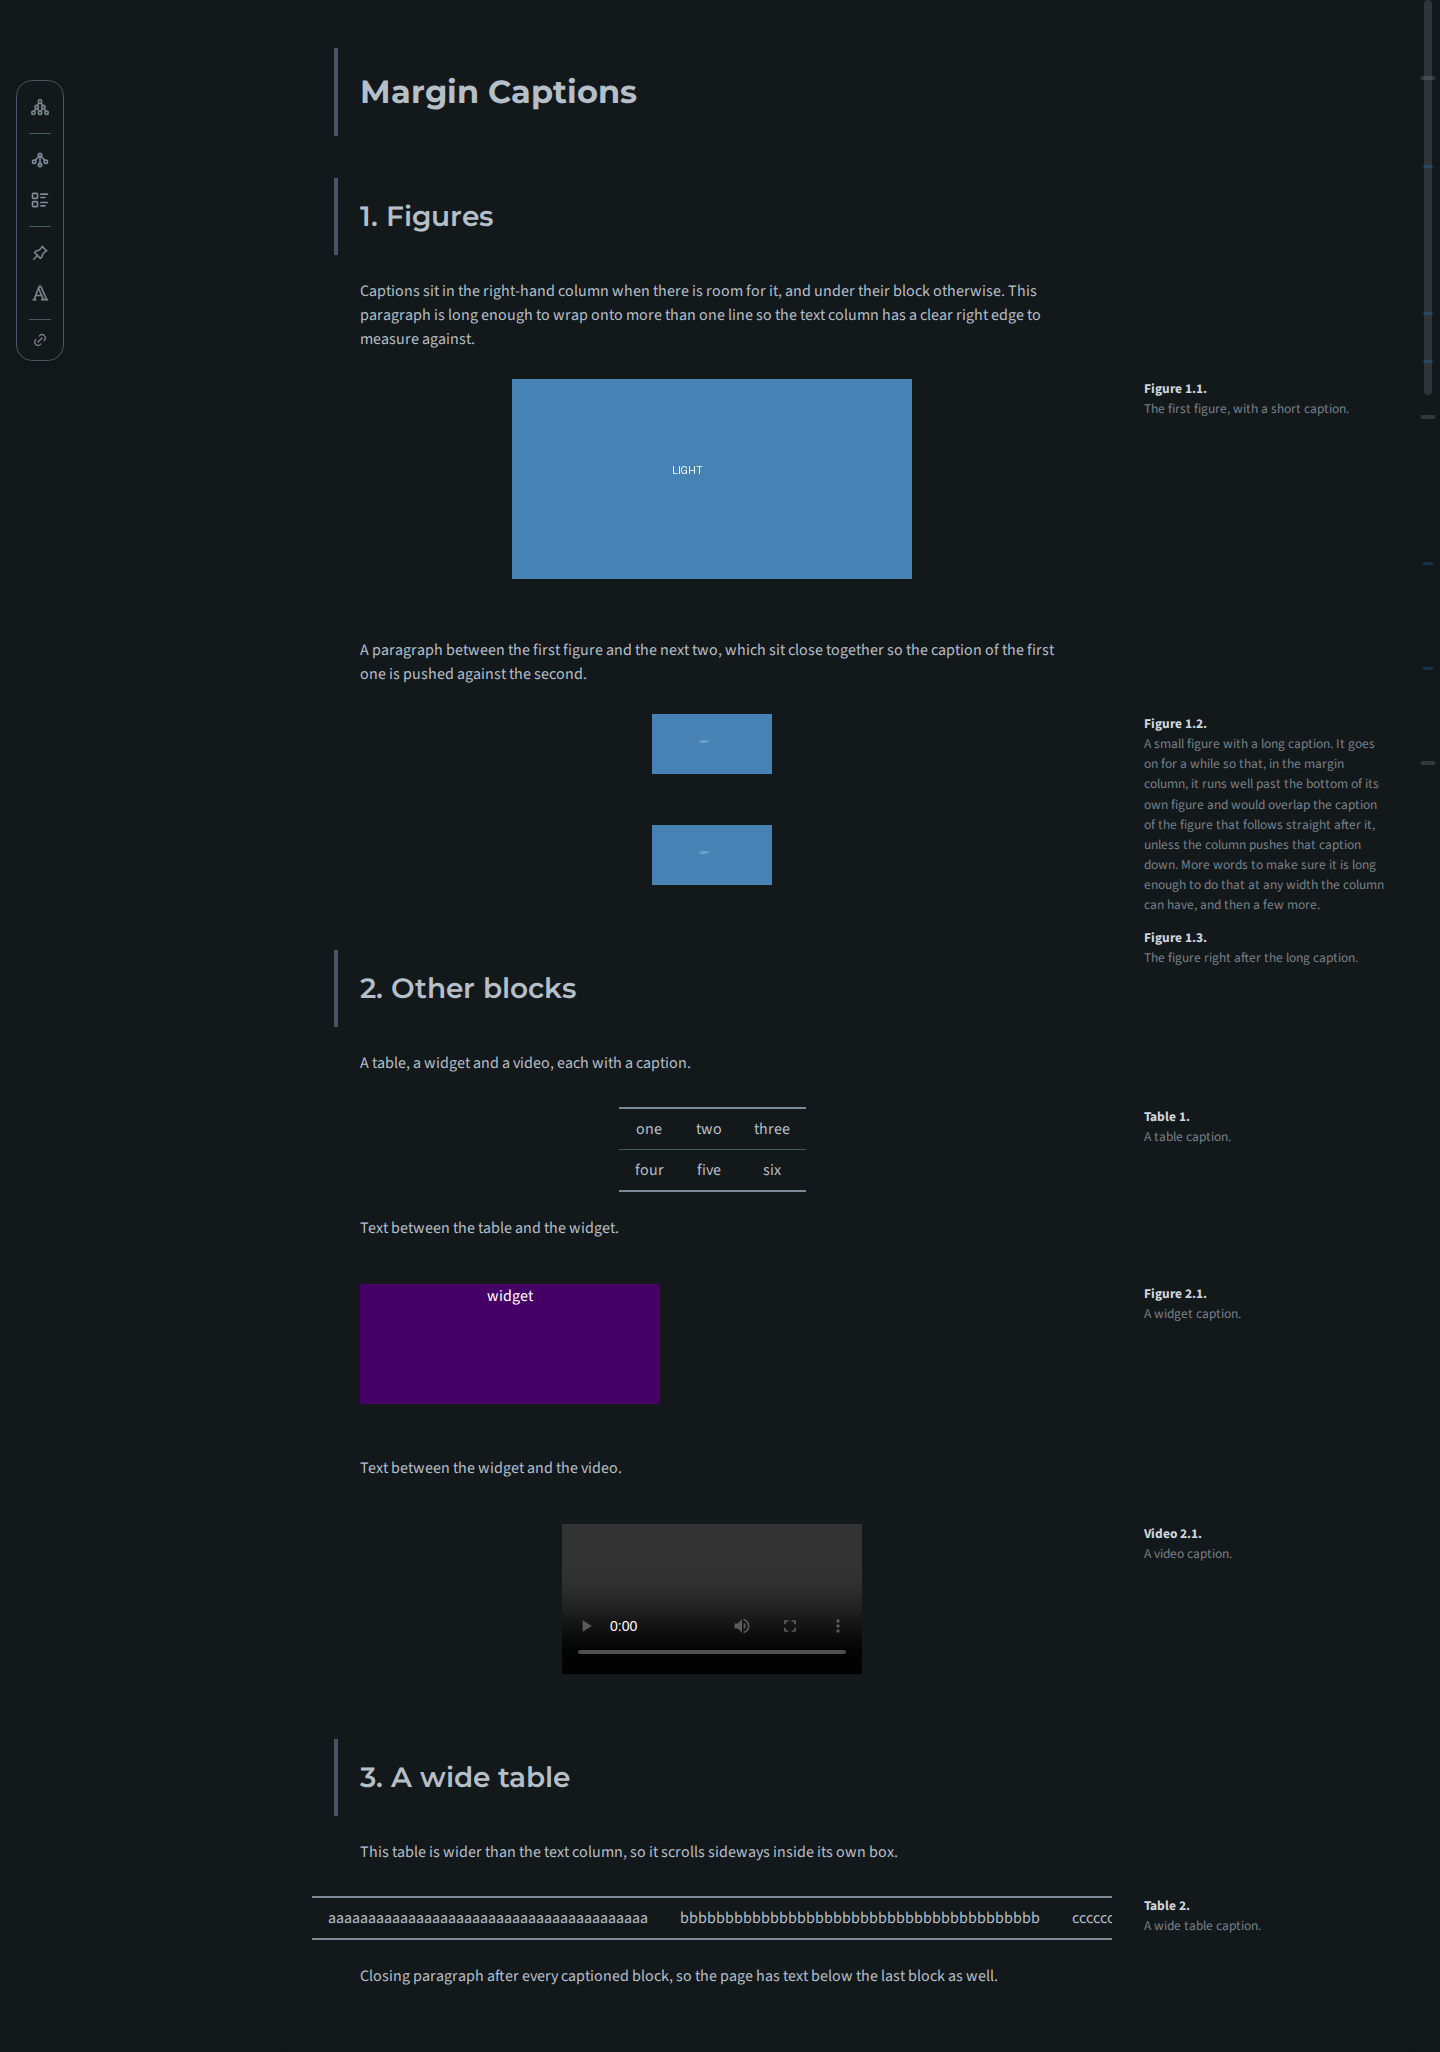 Margin Captions
1. Figures
Captions sit in the right-hand column when there is room for it, and under their block otherwise. This
paragraph is long enough to wrap onto more than one line so the text column has a clear right edge to
measure against.
LIGHT
Figure 1.1.
The first figure, with a short caption.
A paragraph between the first figure and the next two, which sit close together so the caption of the first
one is pushed against the second.
Figure 1.2.
A small figure with a long caption. It goes
on for a while so that, in the margin
column, it runs well past the bottom of its
own figure and would overlap the caption
of the figure that follows straight after it,
unless the column pushes that caption
down. More words to make sure it is long
enough to do that at any width the column
can have, and then a few more.
Figure 1.3.
The figure right after the long caption.
2. Other blocks
A table, a widget and a video, each with a caption.
one two three
four five six
Table 1.
A table caption.
Text between the table and the widget.
widget
Figure 2.1.
A widget caption.
Text between the widget and the video.
0:00
Video 2.1.
A video caption.
3. A wide table
This table is wider than the text column, so it scrolls sideways inside its own box.
aaaaaaaaaaaaaaaaaaaaaaaaaaaaaaaaaaaaaaaa bbbbbbbbbbbbbbbbbbbbbbbbbbbbbbbbbbbbbbbb cccccc
Table 2.
A wide table caption.
Closing paragraph after every captioned block, so the page has text below the last block as well.